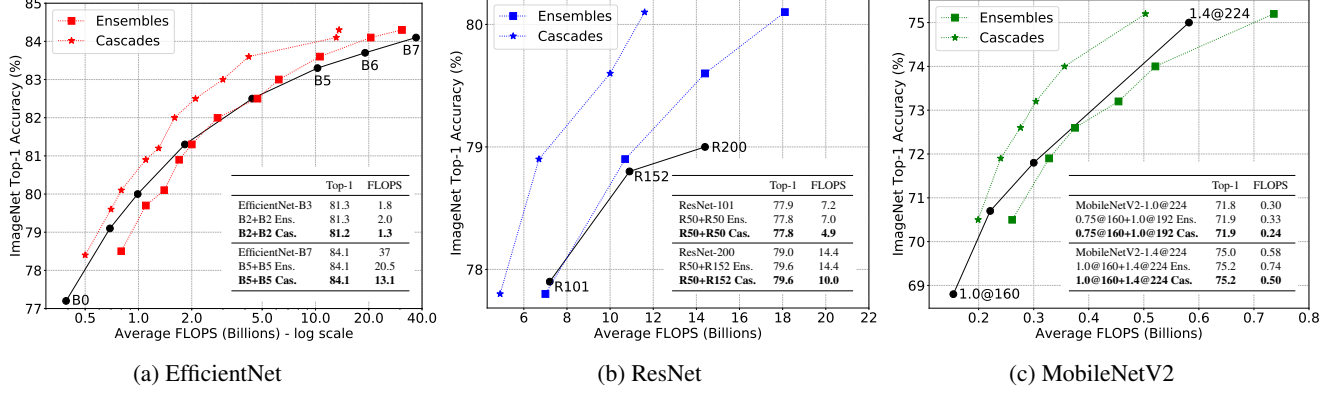 85
84
83
82
81
80
79
78
77
ImageNet Top-1 Accuracy (%)
Ensembles
Cascades
B0
B5
B6
B7
Top-1 FLOPS
EfficientNet-B3 81.3 1.8
B2+B2 Ens. 81.3 2.0
B2+B2 Cas. 81.2 1.3
EfficientNet-B7 84.1 37
B5+B5 Ens. 84.1 20.5
B5+B5 Cas. 84.1 13.1
0.5 1.0 2.0 5.0 10.0 20.0 40.0
Average FLOPS (Billions) - log scale
(a) EfficientNet
80
79
78
ImageNet Top-1 Accuracy (%)
Ensembles
Cascades
R200
R152
R101
Top-1 FLOPS
ResNet-101 77.9 7.2
R50+R50 Ens. 77.8 7.0
R50+R50 Cas. 77.8 4.9
ResNet-200 79.0 14.4
R50+R152 Ens. 79.6 14.4
R50+R152 Cas. 79.6 10.0
6 8 10 12 14 16 18 20 22
Average FLOPS (Billions)
(b) ResNet
75
74
73
72
71
70
69
ImageNet Top-1 Accuracy (%)
Ensembles
Cascades
1.4@224
1.0@160
Top-1 FLOPS
MobileNetV2-1.0@224 71.8 0.30
0.75@160+1.0@192 Ens. 71.9 0.33
0.75@160+1.0@192 Cas. 71.9 0.24
MobileNetV2-1.4@224 75.0 0.58
1.0@160+1.4@224 Ens. 75.2 0.74
1.0@160+1.4@224 Cas. 75.2 0.50
0.2 0.3 0.4 0.5 0.6 0.7 0.8
Average FLOPS (Billions)
(c) MobileNetV2